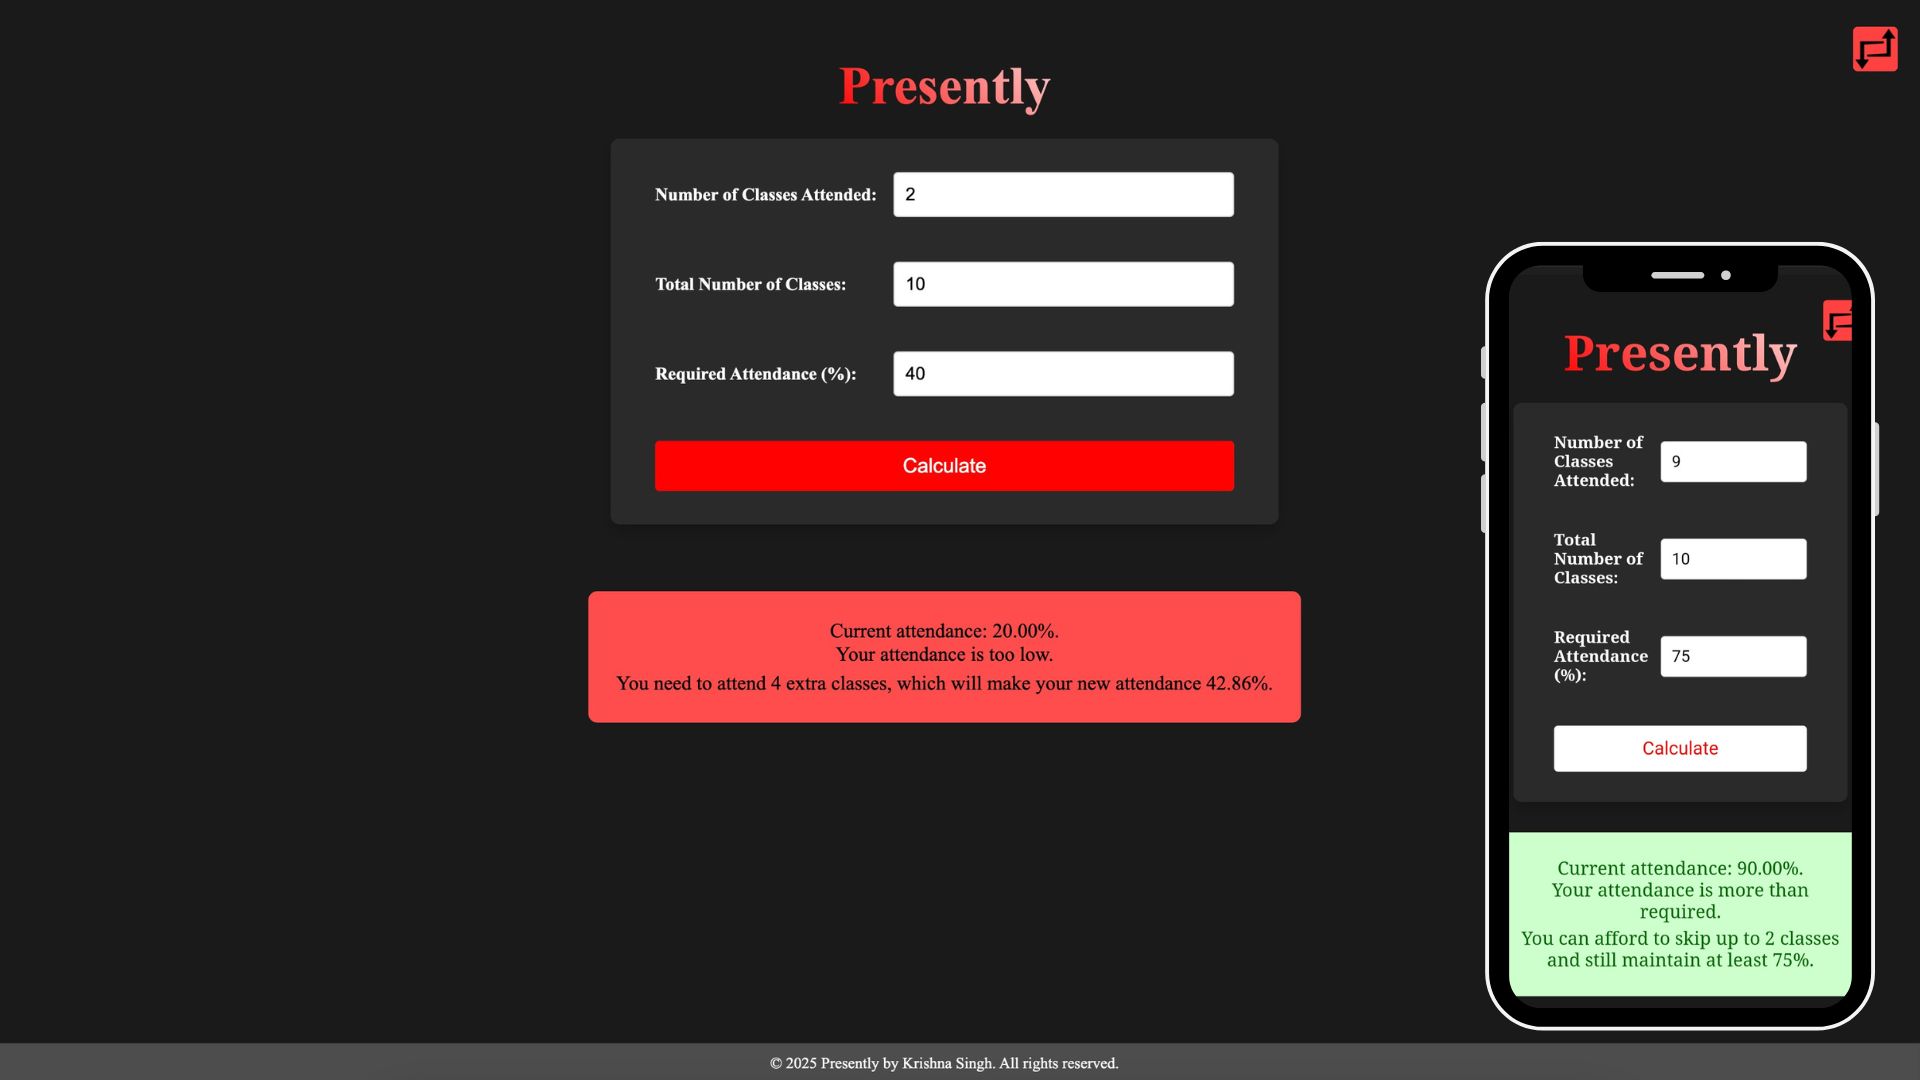 Presently
Number of Classes Attended:
2
Total Number of Classes:
10
Required Attendance (%):
40
Calculate
Current attendance: 20.00%.
Your attendance is too low.
You need to attend 4 extra classes, which will make your new attendance 42.86%.
Presently
Number of
Classes
Attended:
9
Total
Number of
Classes:
10
Required
Attendance
(%):
75
Calculate
Current attendance: 90.00%.
Your attendance is more than
required.
You can afford to skip up to 2 classes
and still maintain at least 75%.
© 2025 Presently by Krishna Singh. All rights reserved.